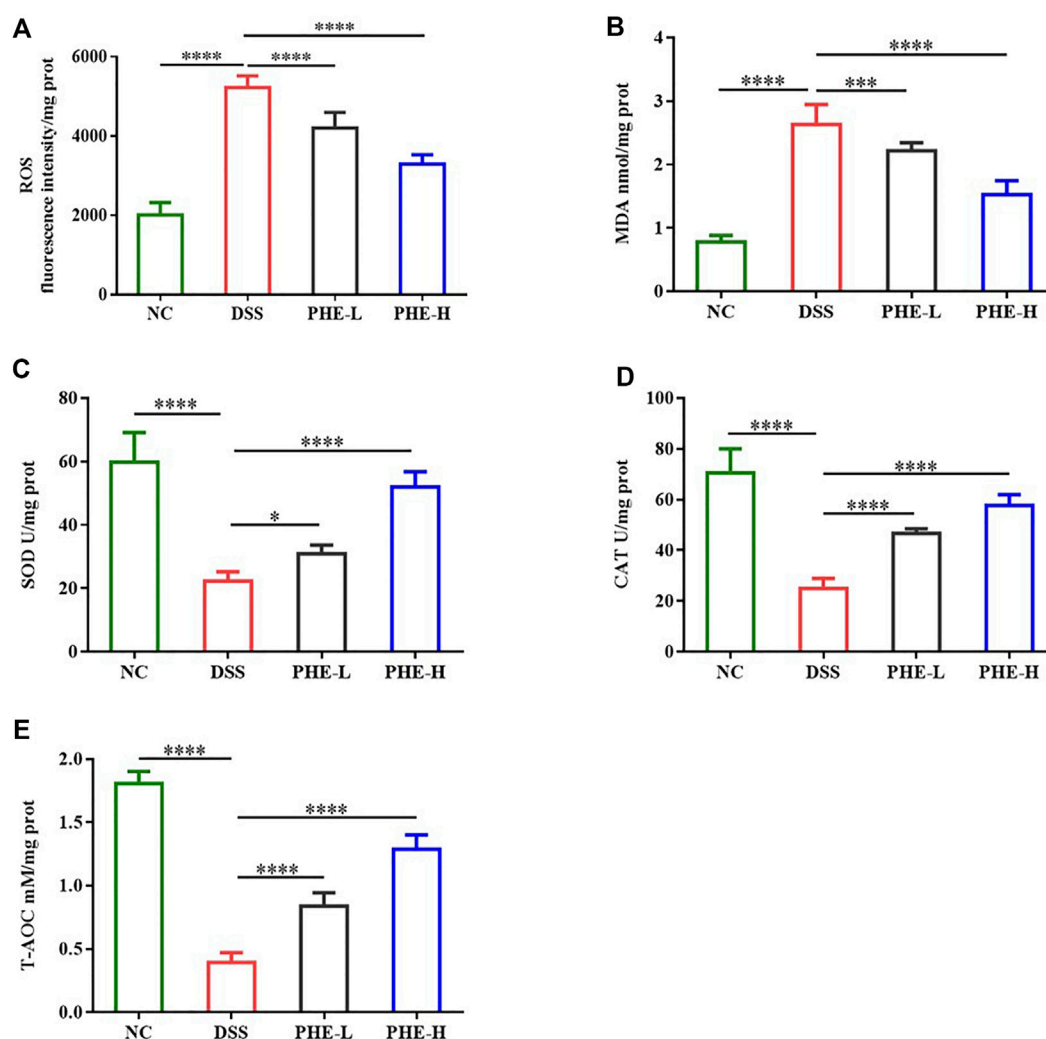 A
****
****
****
6000
4000
2000
0
ROS
fluorescence intensity/mg prot
NC DSS PHE-L PHE-H
B
****
****
***
4
3
2
1
0
MDA nmol/mg prot
NC DSS PHE-L PHE-H
C
****
****
*
80
60
40
20
0
SOD U/mg prot
NC DSS PHE-L PHE-H
D
****
****
****
100
80
60
40
20
0
CAT U/mg prot
NC DSS PHE-L PHE-H
E
****
****
****
2.0
1.5
1.0
0.5
0.0
T-AOC mM/mg prot
NC DSS PHE-L PHE-H